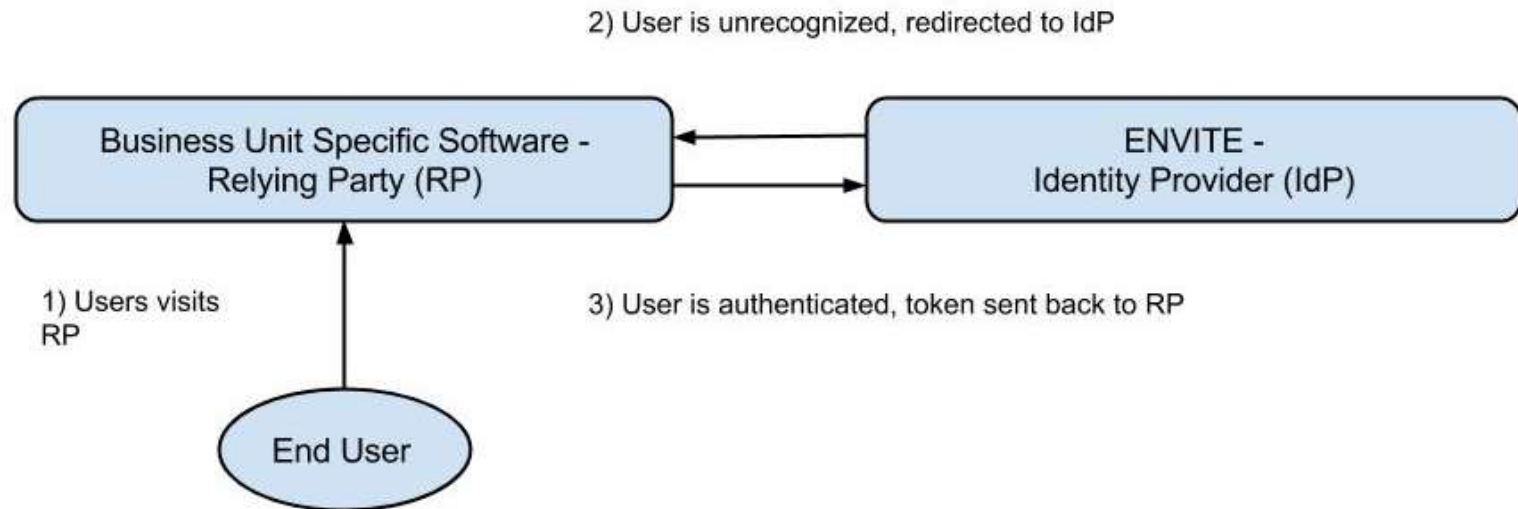 2) User is unrecognized, redirected to IdP
Business Unit Specific Software -
Relying Party (RP)
ENVITE -
Identity Provider (IdP)
1) Users visits
RP
3) User is authenticated, token sent back to RP
End User